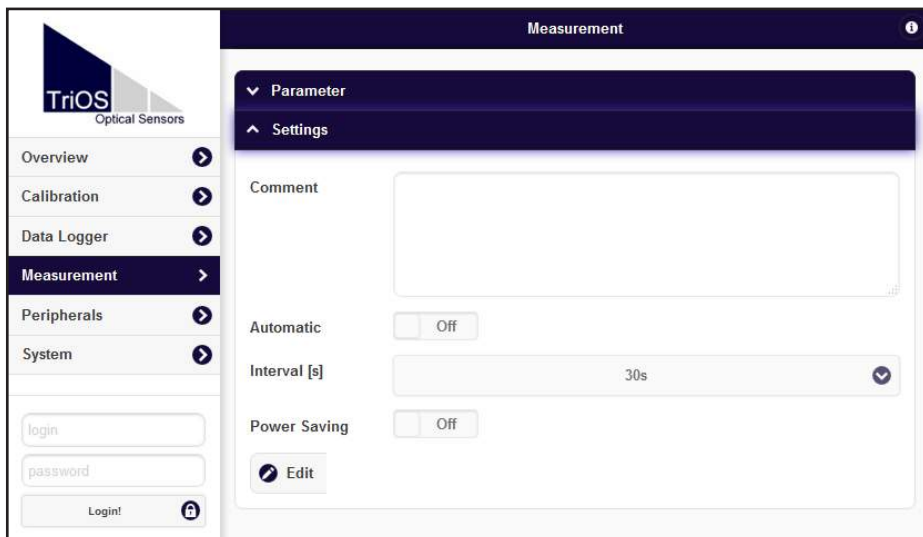 TriOS
Optical Sensors
Overview
Calibration
Data Logger
Measurement
Peripherals
System
login
password
Login!
Measurement
Parameter
Settings
Comment
Automatic Off
Interval [s] 30s
Power Saving Off
Edit